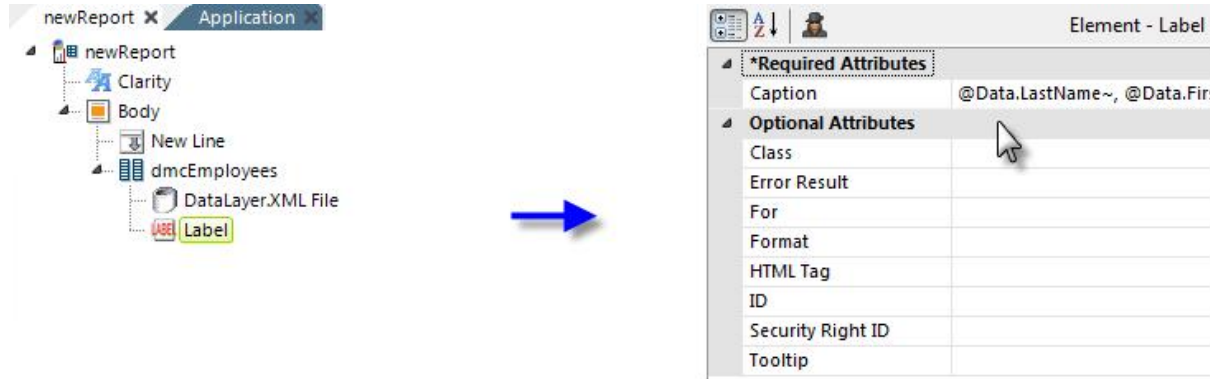 newReport
Application
newReport
Clarity
Body
New Line
dmcEmployees
DataLayer.XML File
LABEL Label
Element - Label
*Required Attributes
Caption @Data.LastName~, @Data.Firs
Optional Attributes
Class
Error Result
For
Format
HTML Tag
ID
Security Right ID
Tooltip